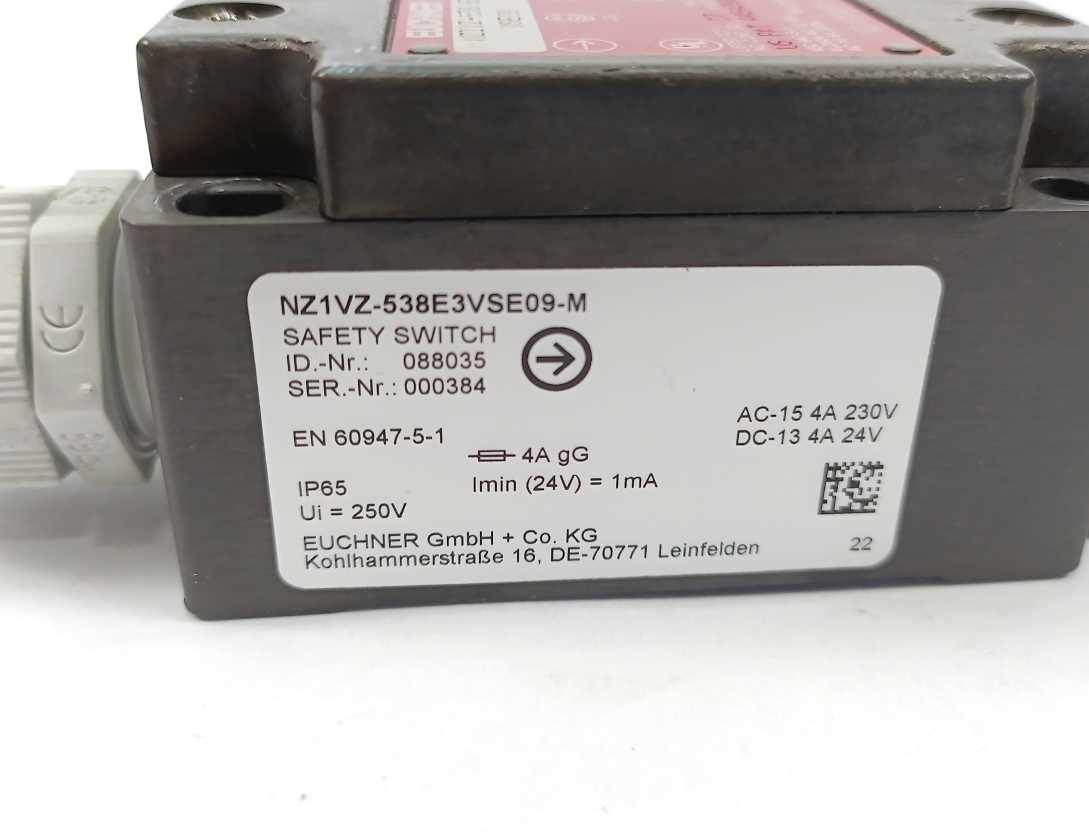 EUCHNER
NZ1VZ-538E3VSE09-M
SAFETY SWITCH
ID.-Nr.: 088035
SER.-Nr.: 000384
EN 60947-5-1
4A gG
AC-15 4A 230V
DC-13 4A 24V
IP65
Imin (24V) = 1mA
Ui = 250V
EUCHNER GmbH + Co. KG
Kohlhammerstraße 16, DE-70771 Leinfelden
22
CE